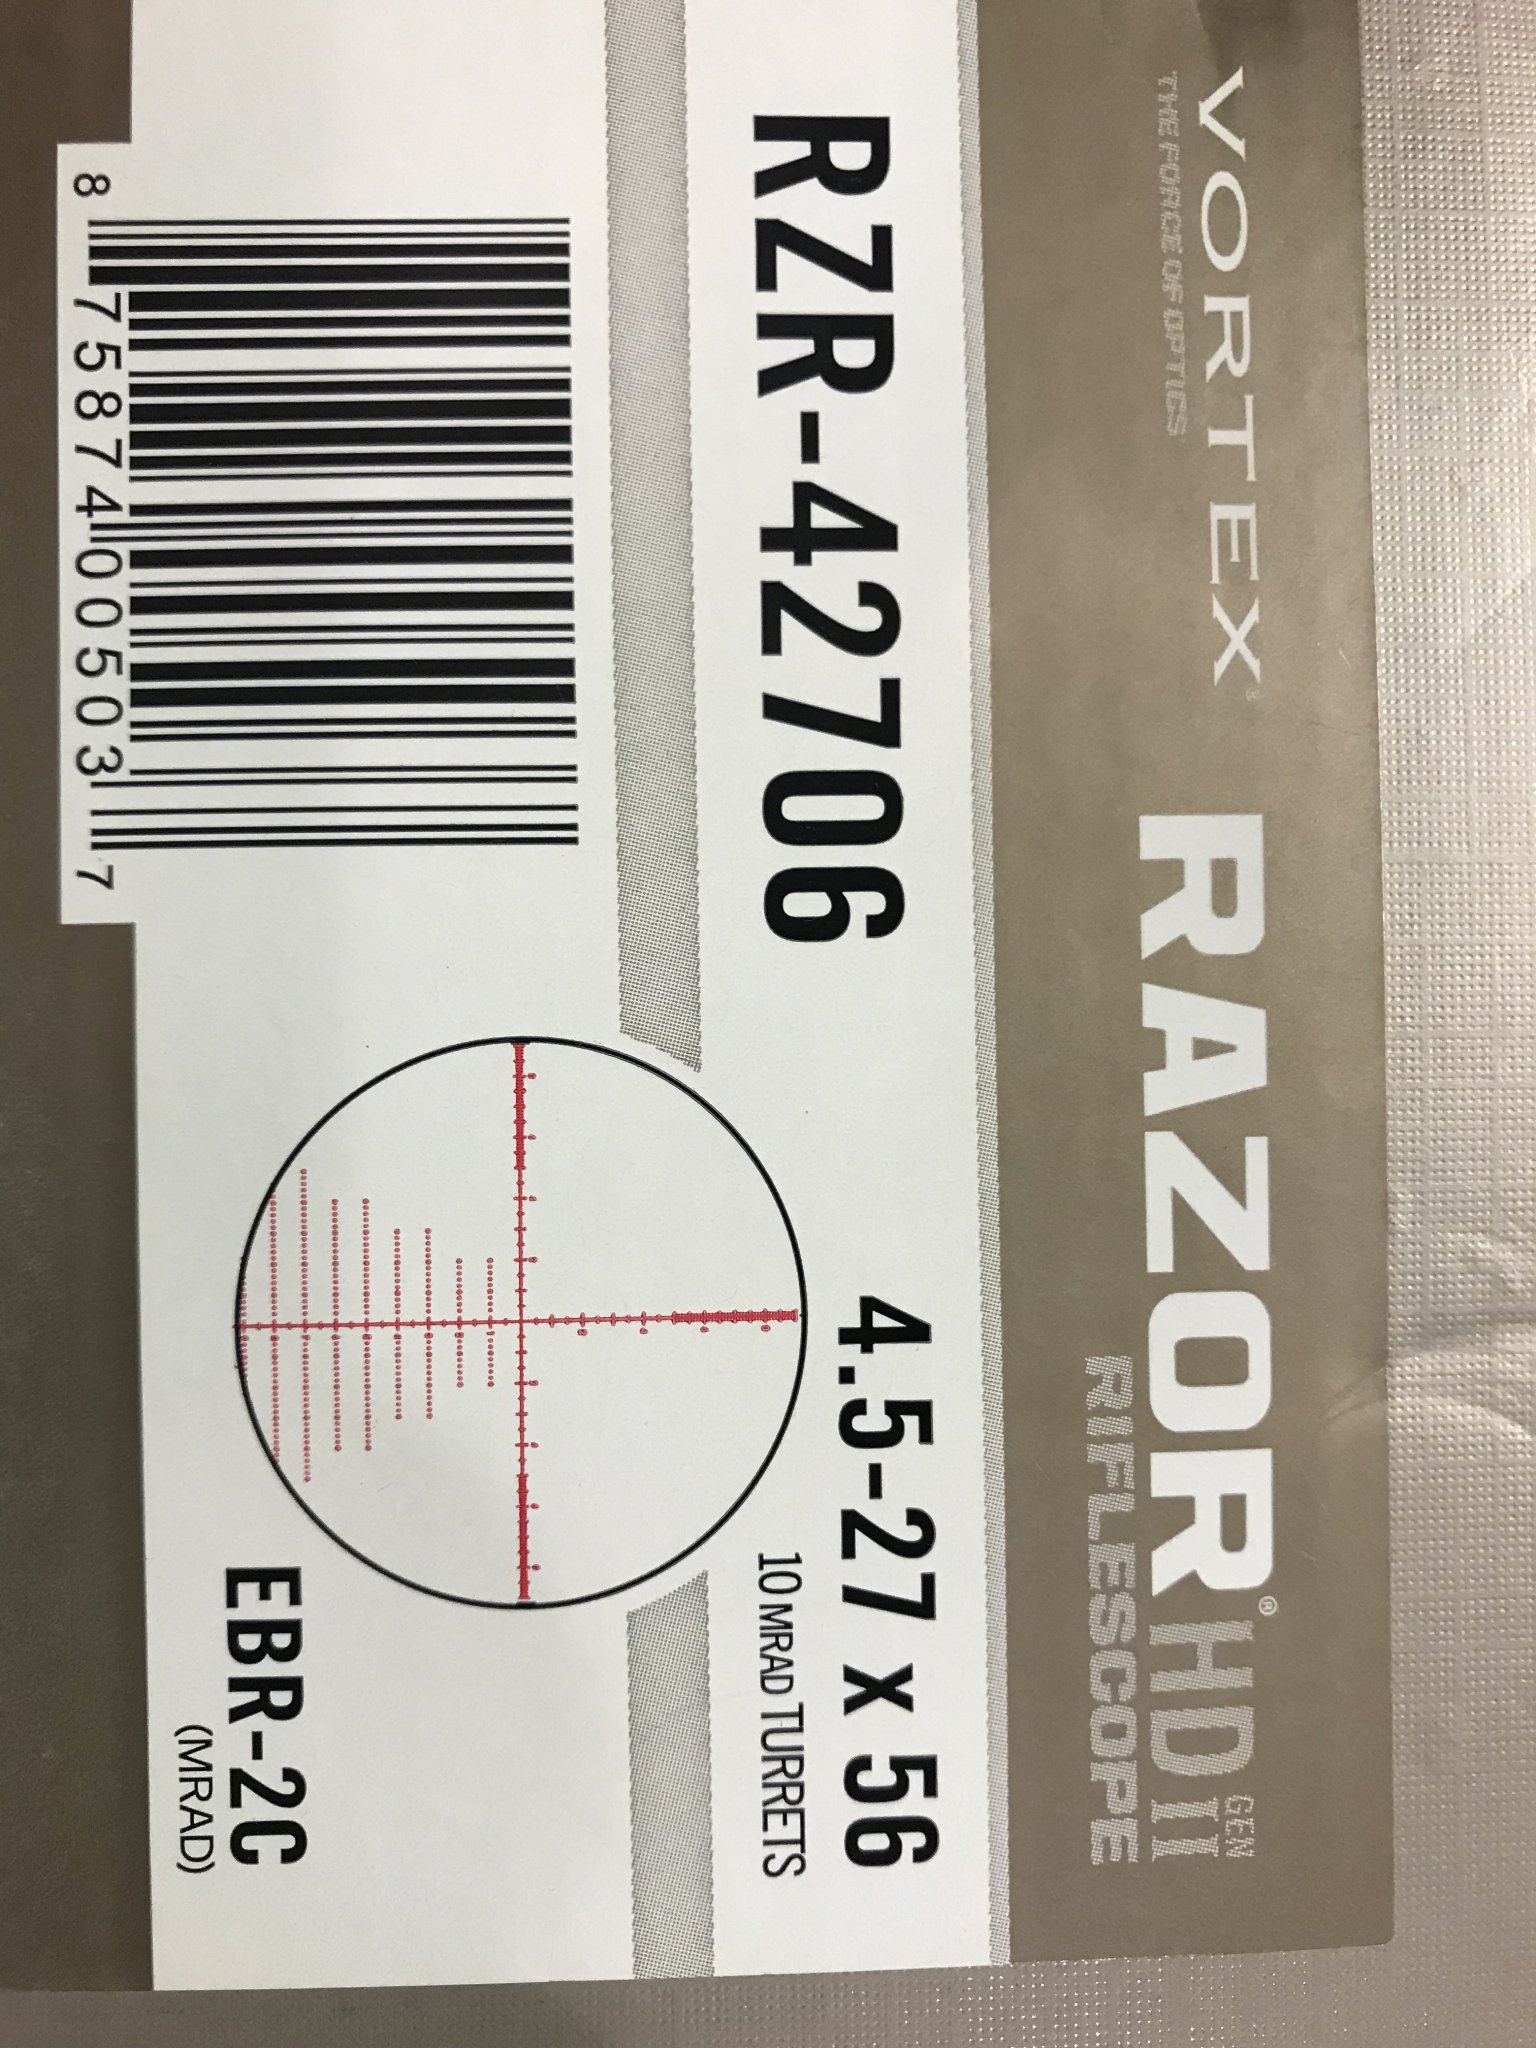 VORTEX®
THE FORCE OF OPTICS
RAZOR® HD GEN II
RIFLESCOPE
RZR-42706
4.5-27 x 56
10 MRAD TURRETS
8 75874 00503 7
EBR-2C
(MRAD)